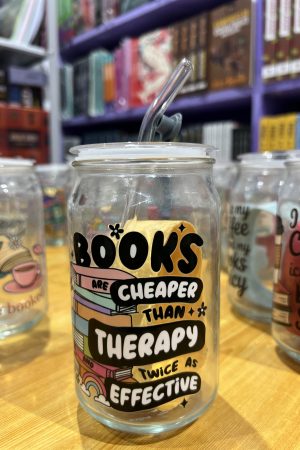 BOOKS
ARE CHEAPER
THAN
THERAPY
TWICE AS
EFFECTIVE